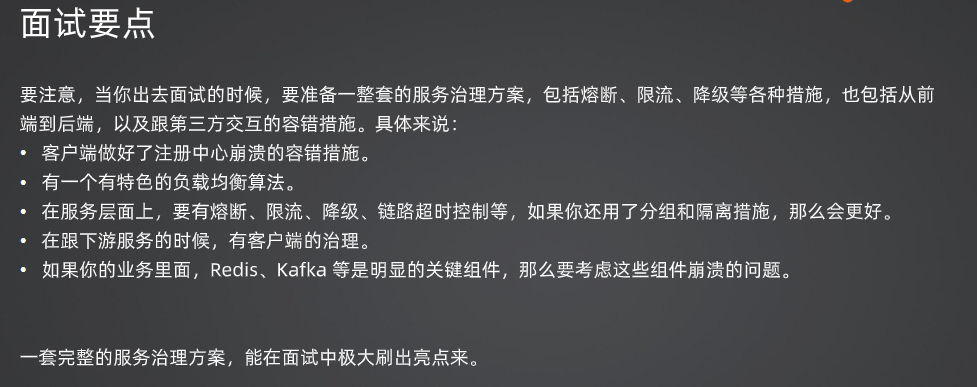 面试要点
要注意，当你出去面试的时候，要准备一整套的服务治理方案，包括熔断、限流、降级等各种措施，也包括从前
端到后端，以及跟第三方交互的容错措施。具体来说：
• 客户端做好了注册中心崩溃的容错措施。
• 有一个有特色的负载均衡算法。
• 在服务层面上，要有熔断、限流、降级、链路超时控制等，如果你还用了分组和隔离措施，那么会更好。
• 在跟下游服务的时候，有客户端的治理。
• 如果你的业务里面，Redis、Kafka 等是明显的关键组件，那么要考虑这些组件崩溃的问题。
一套完整的服务治理方案，能在面试中极大刷出亮点来。